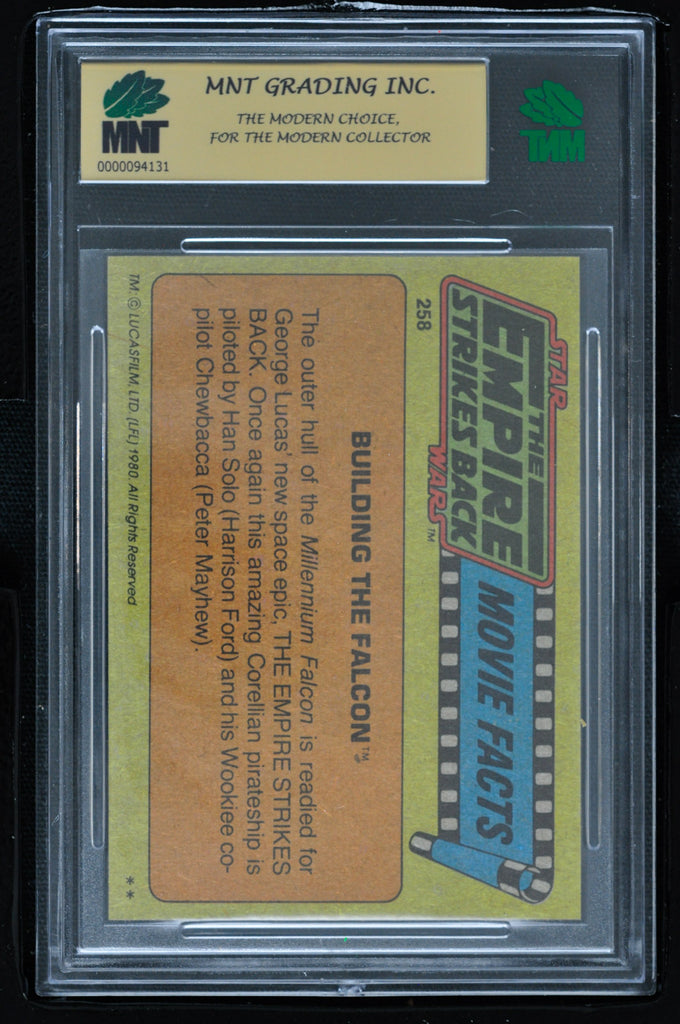 MNT GRADING INC.
THE MODERN CHOICE,
FOR THE MODERN COLLECTOR
MNT
0000094131
MNT
STAR
THE
EMPIRE
STRIKES BACK
WARS™
MOVIE FACTS
258
BUILDING THE FALCON™
The outer hull of the Millennium Falcon is readied for
George Lucas' new space epic, THE EMPIRE STRIKES
BACK. Once again this amazing Corellian pirateship is
piloted by Han Solo (Harrison Ford) and his Wookiee co-
pilot Chewbacca (Peter Mayhew).
TM: © LUCASFILM, LTD. (LFL) 1980. All Rights Reserved
**